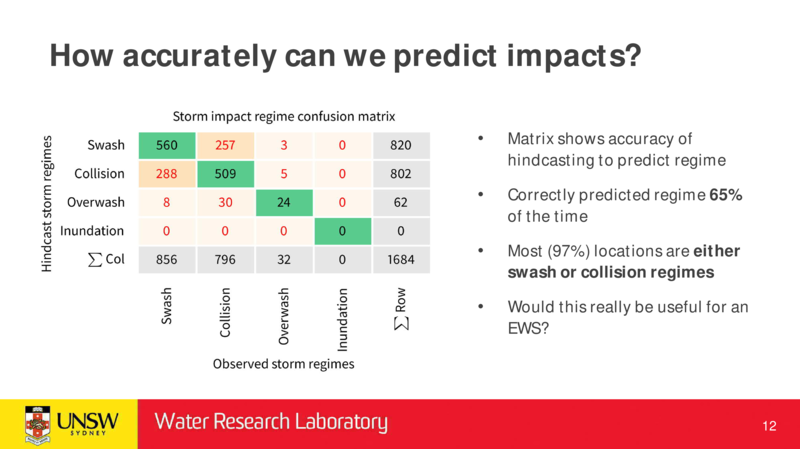 How accurately can we predict impacts?
Storm impact regime confusion matrix
Hindcast storm regimes
Swash 560 257 3 0 820
Collision 288 509 5 0 802
Overwash 8 30 24 0 62
Inundation 0 0 0 0 0
∑ Col 856 796 32 0 1684
Swash Collision Overwash Inundation ∑ Row
Observed storm regimes
• Matrix shows accuracy of
hindcasting to predict regime
• Correctly predicted regime 65%
of the time
• Most (97%) locations are either
swash or collision regimes
• Would this really be useful for an
EWS?
UNSW
SYDNEY
Water Research Laboratory
12